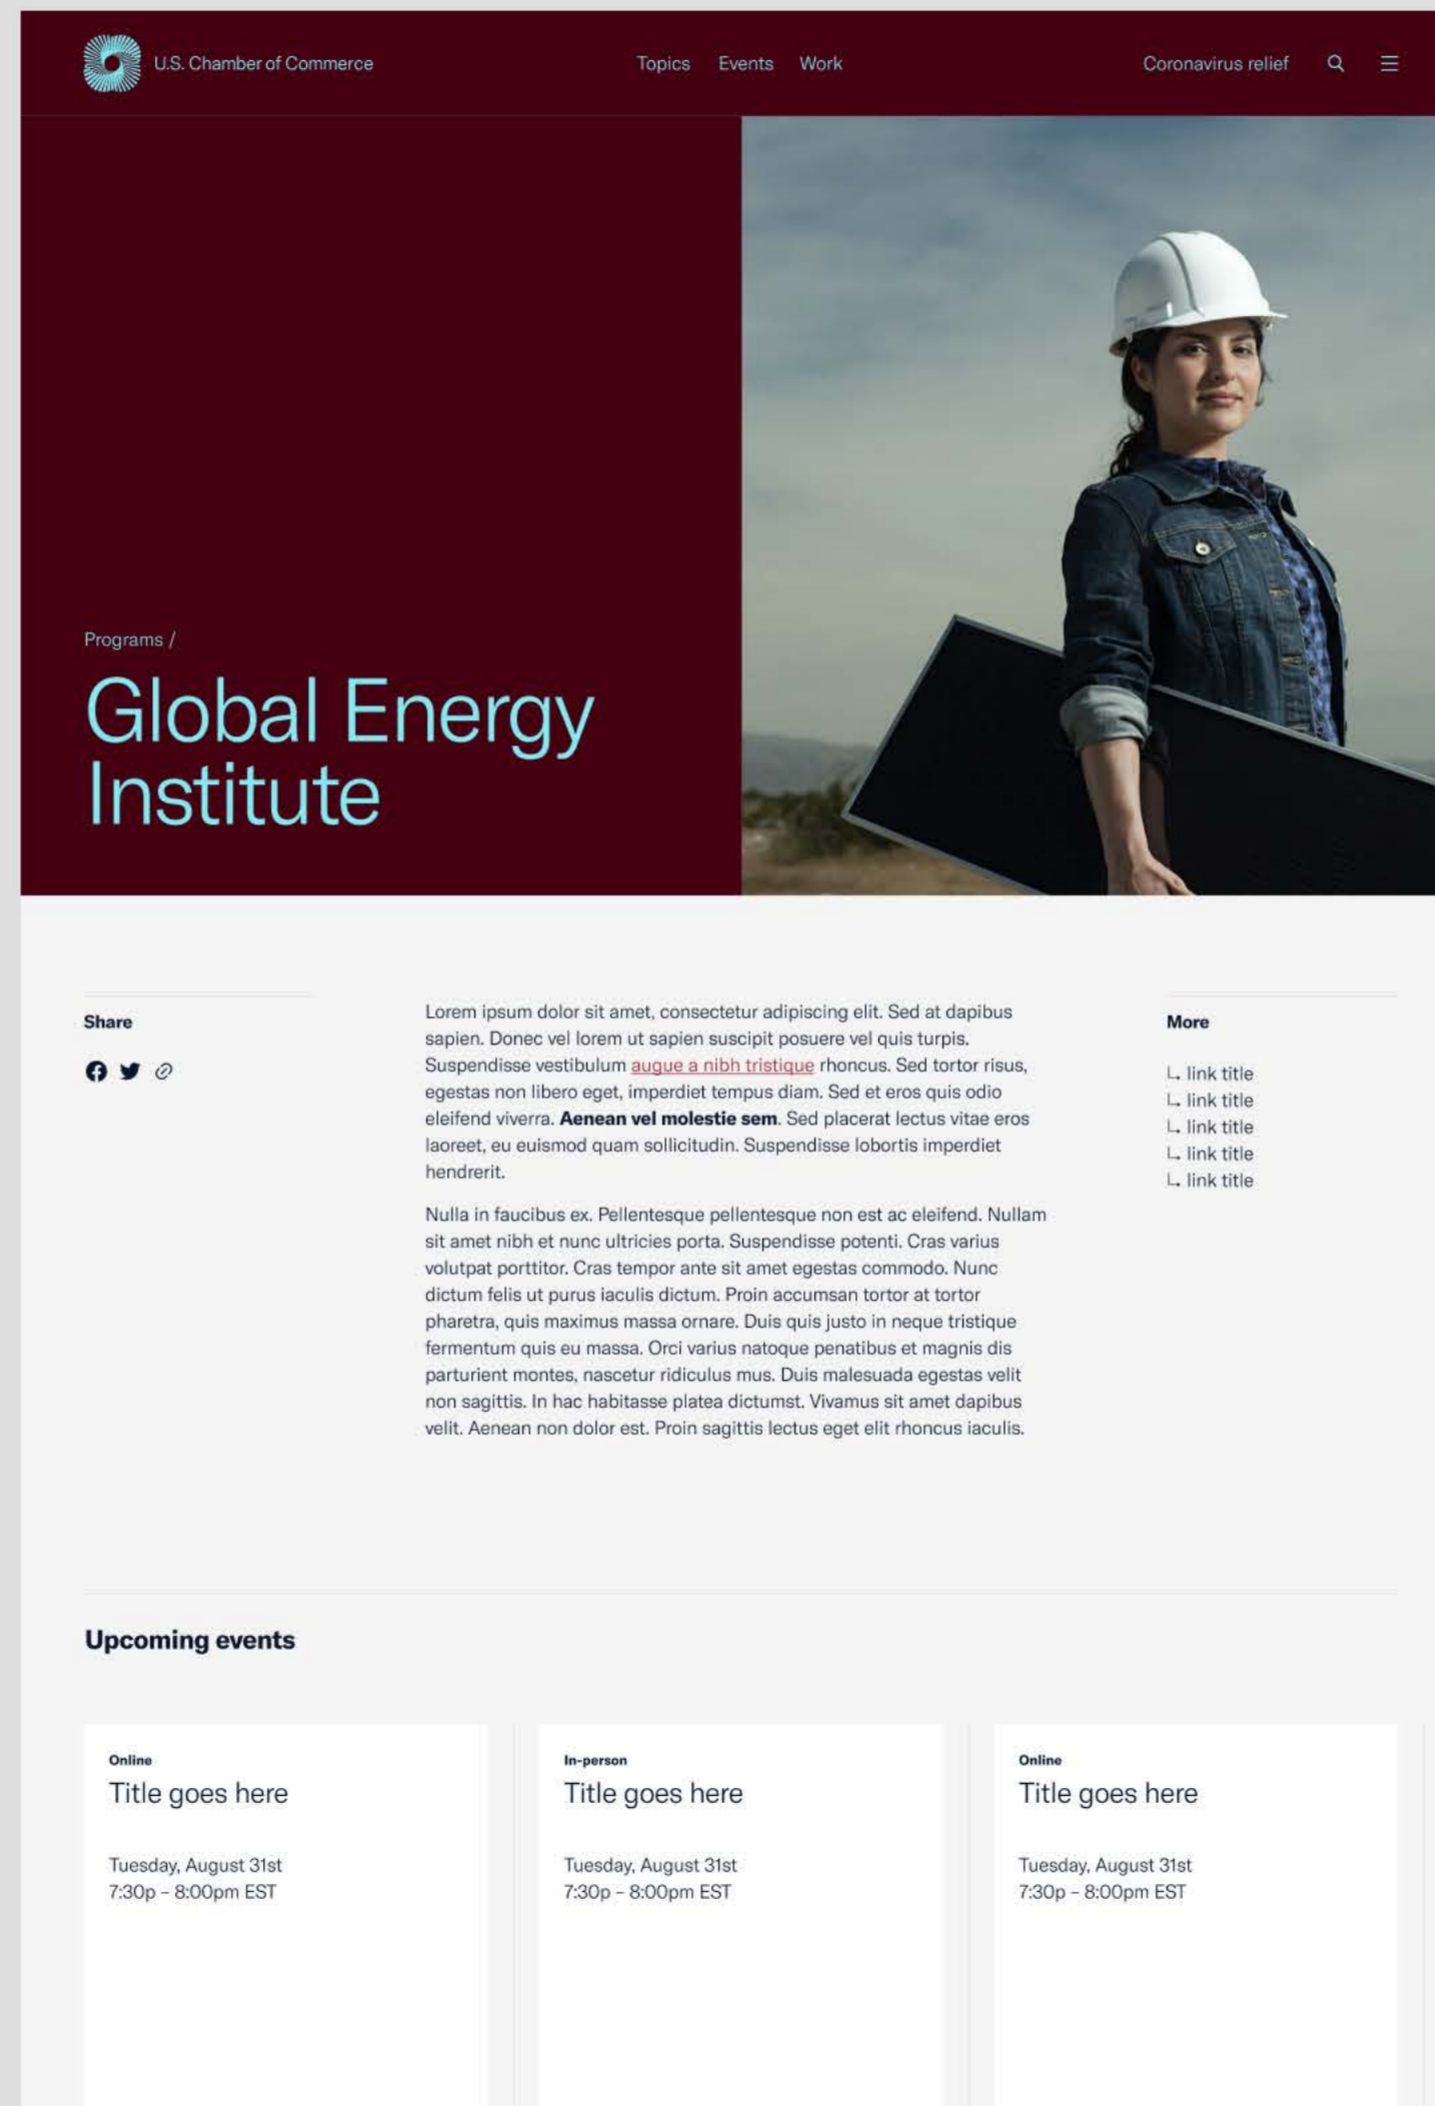 U.S. Chamber of Commerce
Topics Events Work
Coronavirus relief
Programs /
Global Energy
Institute
Share
Lorem ipsum dolor sit amet, consectetur adipiscing elit. Sed at dapibus
sapien. Donec vel lorem ut sapien suscipit posuere vel quis turpis.
Suspendisse vestibulum augue a nibh tristique rhoncus. Sed tortor risus,
egestas non libero eget, imperdiet tempus diam. Sed et eros quis odio
eleifend viverra. Aenean vel molestie sem. Sed placerat lectus vitae eros
laoreet, eu euismod quam sollicitudin. Suspendisse lobortis imperdiet
hendrerit.
Nulla in faucibus ex. Pellentesque pellentesque non est ac eleifend. Nullam
sit amet nibh et nunc ultricies porta. Suspendisse potenti. Cras varius
volutpat porttitor. Cras tempor ante sit amet egestas commodo. Nunc
dictum felis ut purus iaculis dictum. Proin accumsan tortor at tortor
pharetra, quis maximus massa ornare. Duis quis justo in neque tristique
fermentum quis eu massa. Orci varius natoque penatibus et magnis dis
parturient montes, nascetur ridiculus mus. Duis malesuada egestas velit
non sagittis. In hac habitasse platea dictumst. Vivamus sit amet dapibus
velit. Aenean non dolor est. Proin sagittis lectus eget elit rhoncus iaculis.
More
link title
link title
link title
link title
link title
Upcoming events
Online
Title goes here
Tuesday, August 31st
7:30p – 8:00pm EST
In-person
Title goes here
Tuesday, August 31st
7:30p – 8:00pm EST
Online
Title goes here
Tuesday, August 31st
7:30p – 8:00pm EST